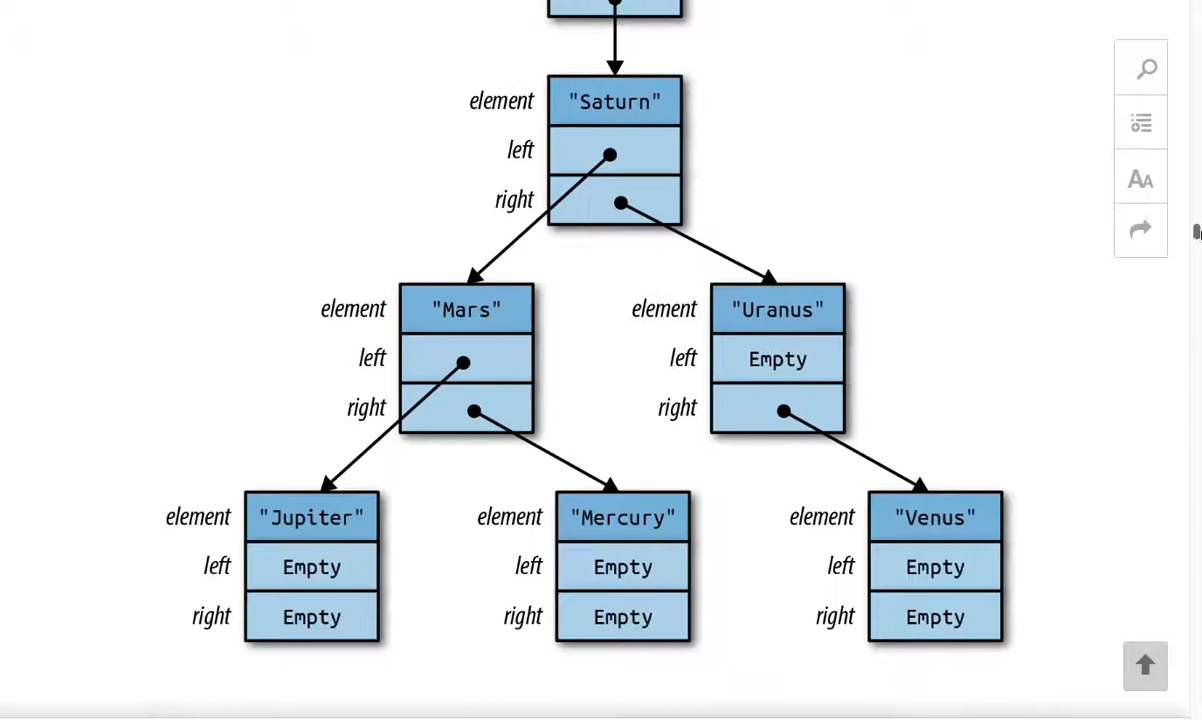 element "Saturn"
left
right
element "Mars" element "Uranus"
left left Empty
right right
element "Jupiter" element "Mercury" element "Venus"
left Empty left Empty left Empty
right Empty right Empty right Empty
AA